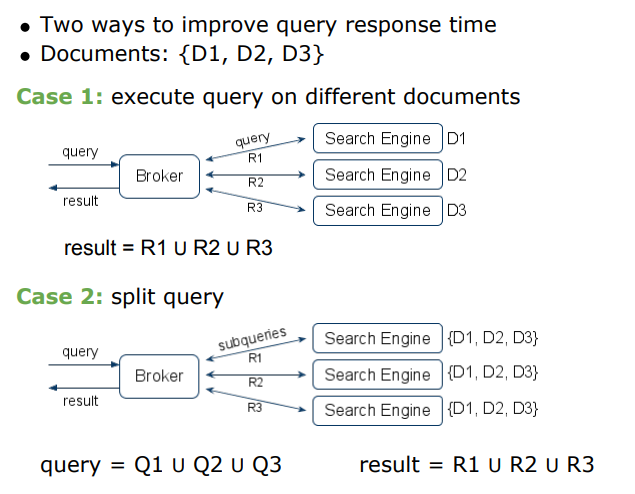 ● Two ways to improve query response time
● Documents: {D1, D2, D3}
Case 1: execute query on different documents
query
result
Broker
query
R1
R2
R3
Search Engine D1
Search Engine D2
Search Engine D3
result = R1 ∪ R2 ∪ R3
Case 2: split query
query
result
Broker
subqueries
R1
R2
R3
Search Engine {D1, D2, D3}
Search Engine {D1, D2, D3}
Search Engine {D1, D2, D3}
query = Q1 ∪ Q2 ∪ Q3 result = R1 ∪ R2 ∪ R3